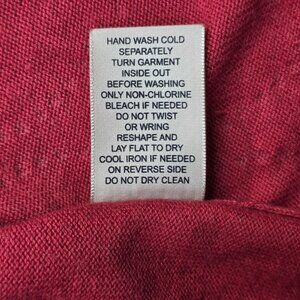 HAND WASH COLD
SEPARATELY
TURN GARMENT
INSIDE OUT
BEFORE WASHING
ONLY NON-CHLORINE
BLEACH IF NEEDED
DO NOT TWIST
OR WRING
RESHAPE AND
LAY FLAT TO DRY
COOL IRON IF NEEDED
ON REVERSE SIDE
DO NOT DRY CLEAN